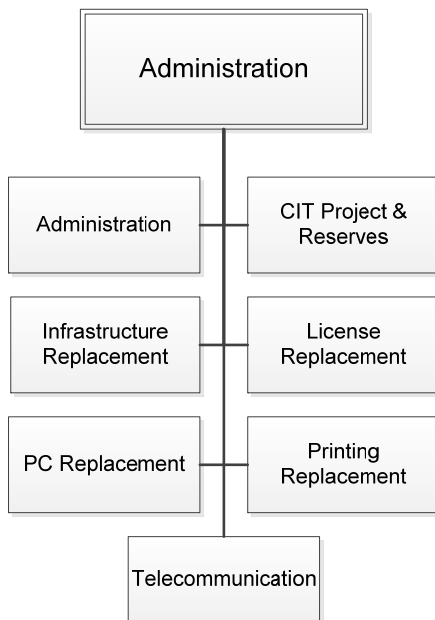 Administration
Administration
CIT Project &
Reserves
Infrastructure
Replacement
License
Replacement
PC Replacement
Printing
Replacement
Telecommunication